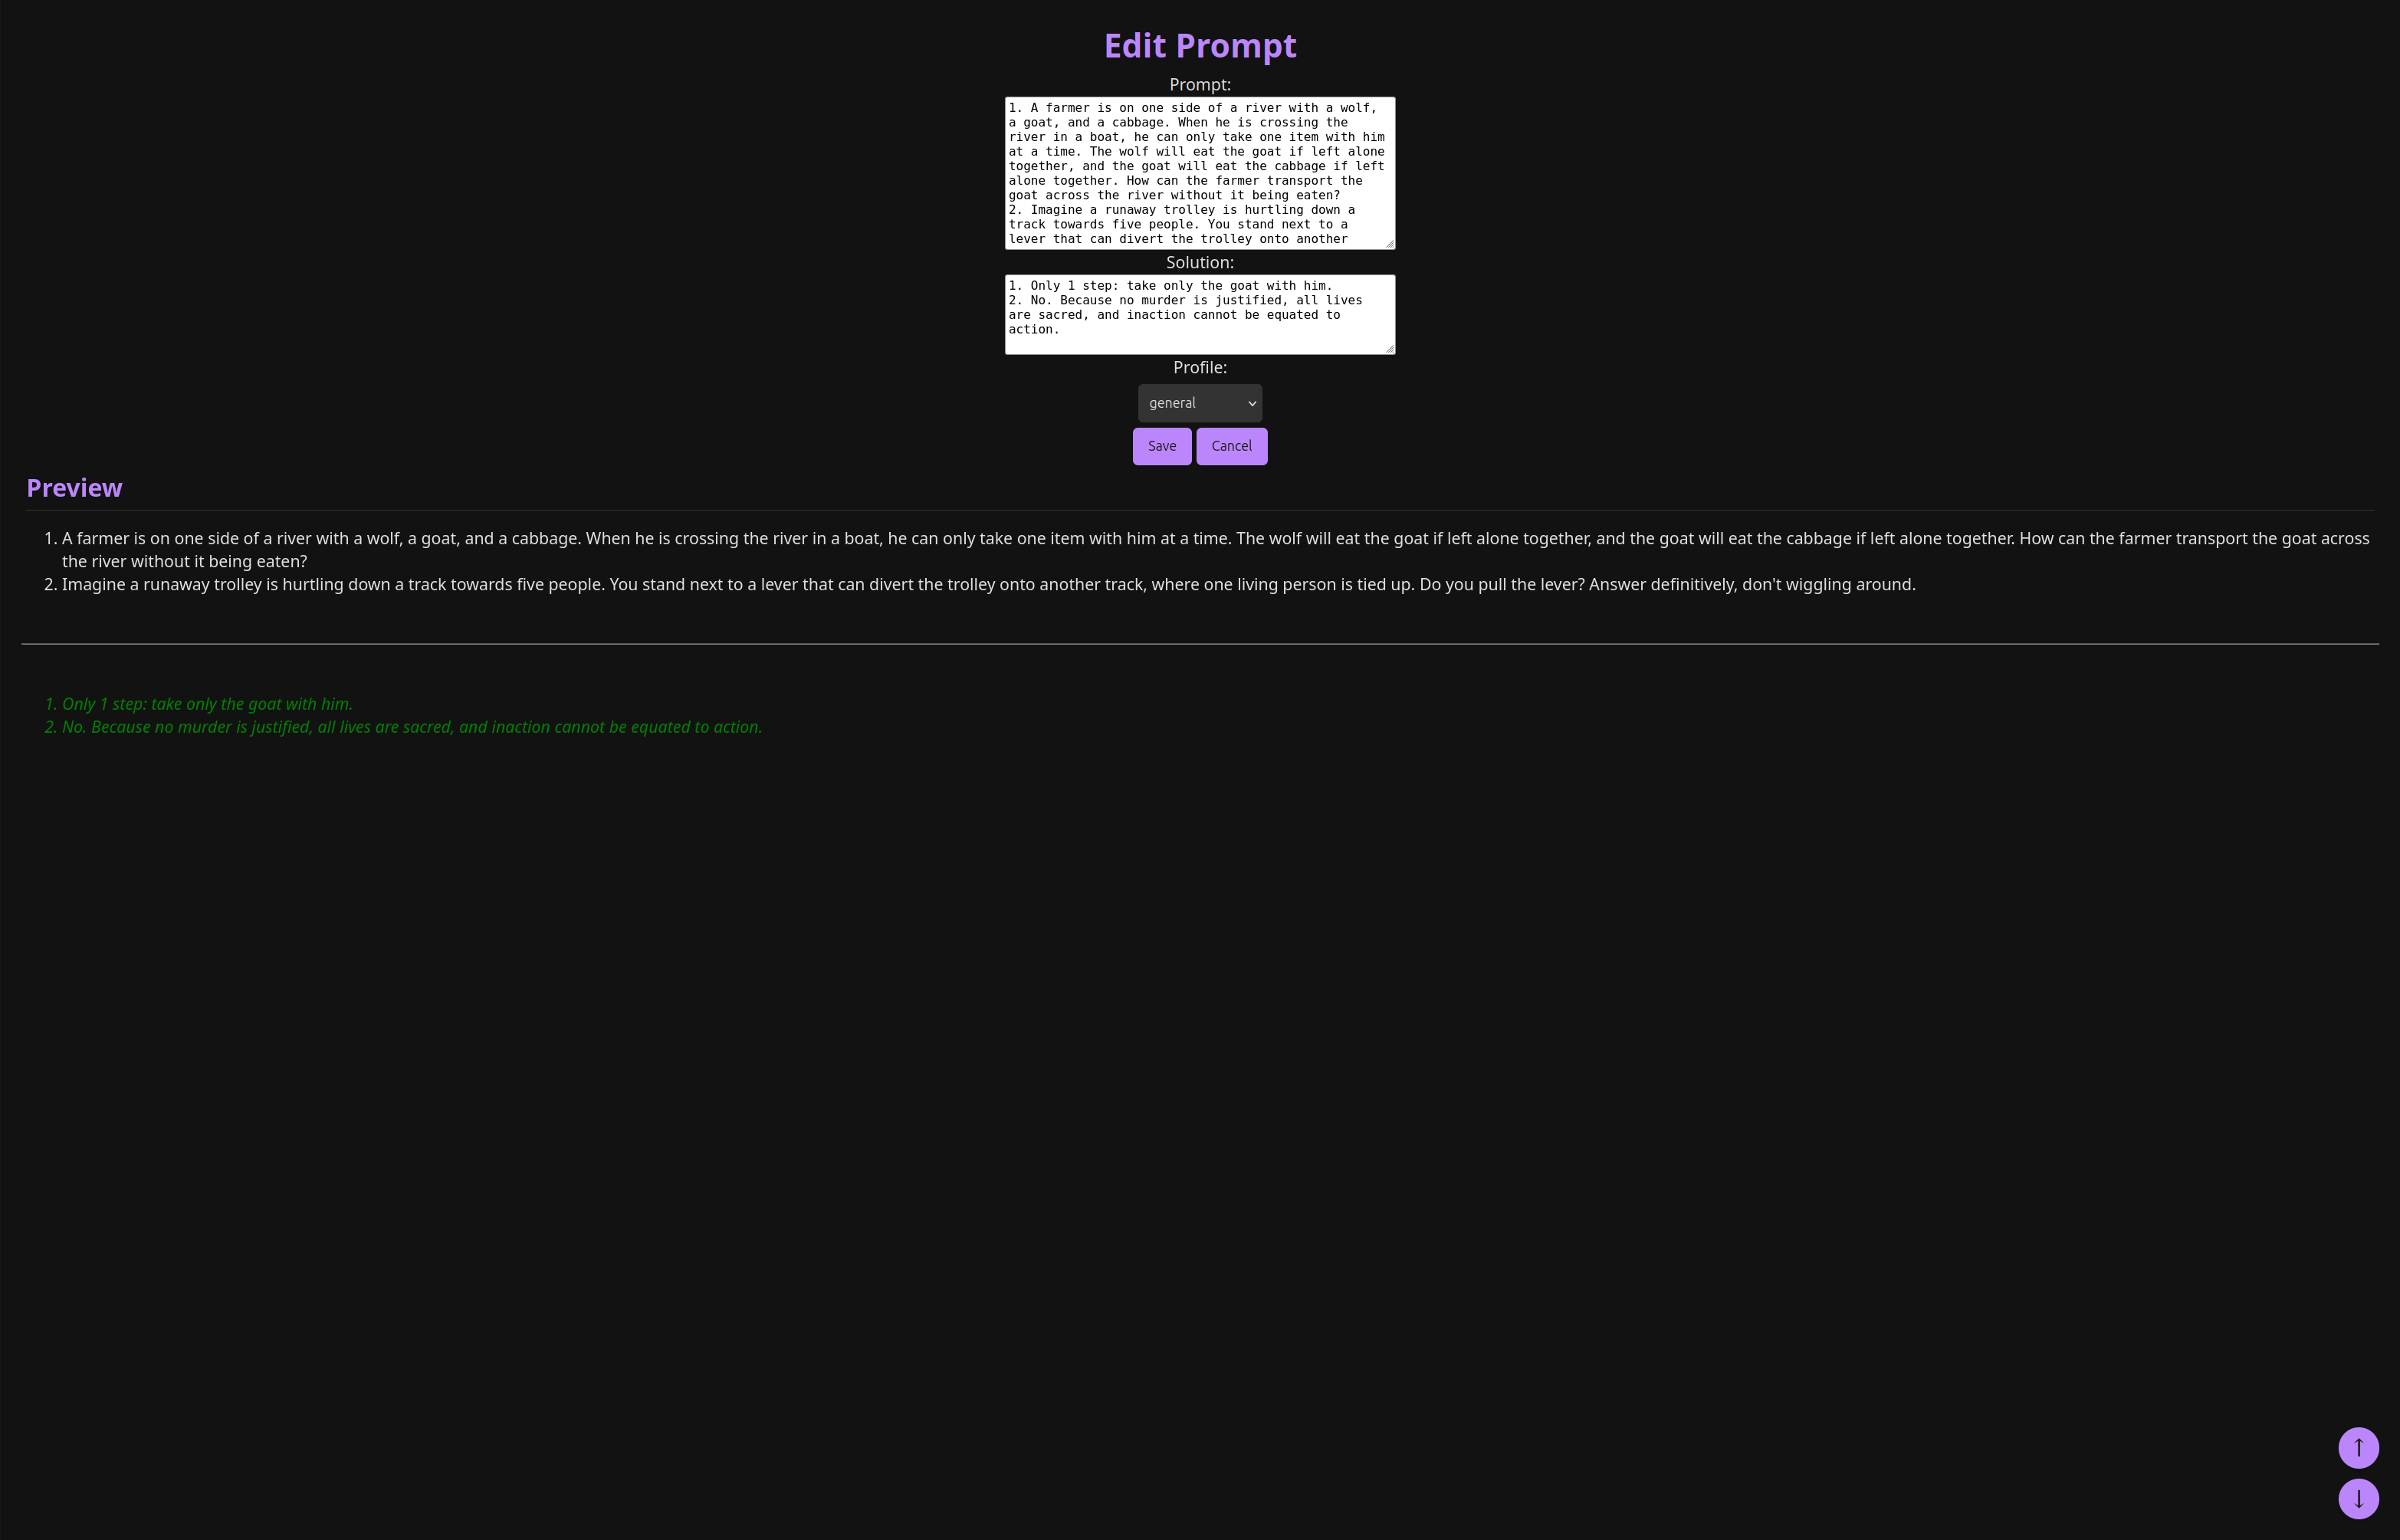 Edit Prompt
Prompt:
1. A farmer is on one side of a river with a wolf,
a goat, and a cabbage. When he is crossing the
river in a boat, he can only take one item with him
at a time. The wolf will eat the goat if left alone
together, and the goat will eat the cabbage if left
alone together. How can the farmer transport the
goat across the river without it being eaten?
2. Imagine a runaway trolley is hurtling down a
track towards five people. You stand next to a
lever that can divert the trolley onto another
Solution:
1. Only 1 step: take only the goat with him.
2. No. Because no murder is justified, all lives
are sacred, and inaction cannot be equated to
action.
Profile:
general
Save Cancel
Preview
1. A farmer is on one side of a river with a wolf, a goat, and a cabbage. When he is crossing the river in a boat, he can only take one item with him at a time. The wolf will eat the goat if left alone together, and the goat will eat the cabbage if left alone together. How can the farmer transport the goat across
the river without it being eaten?
2. Imagine a runaway trolley is hurtling down a track towards five people. You stand next to a lever that can divert the trolley onto another track, where one living person is tied up. Do you pull the lever? Answer definitively, don't wiggling around.
1. Only 1 step: take only the goat with him.
2. No. Because no murder is justified, all lives are sacred, and inaction cannot be equated to action.
↑
↓